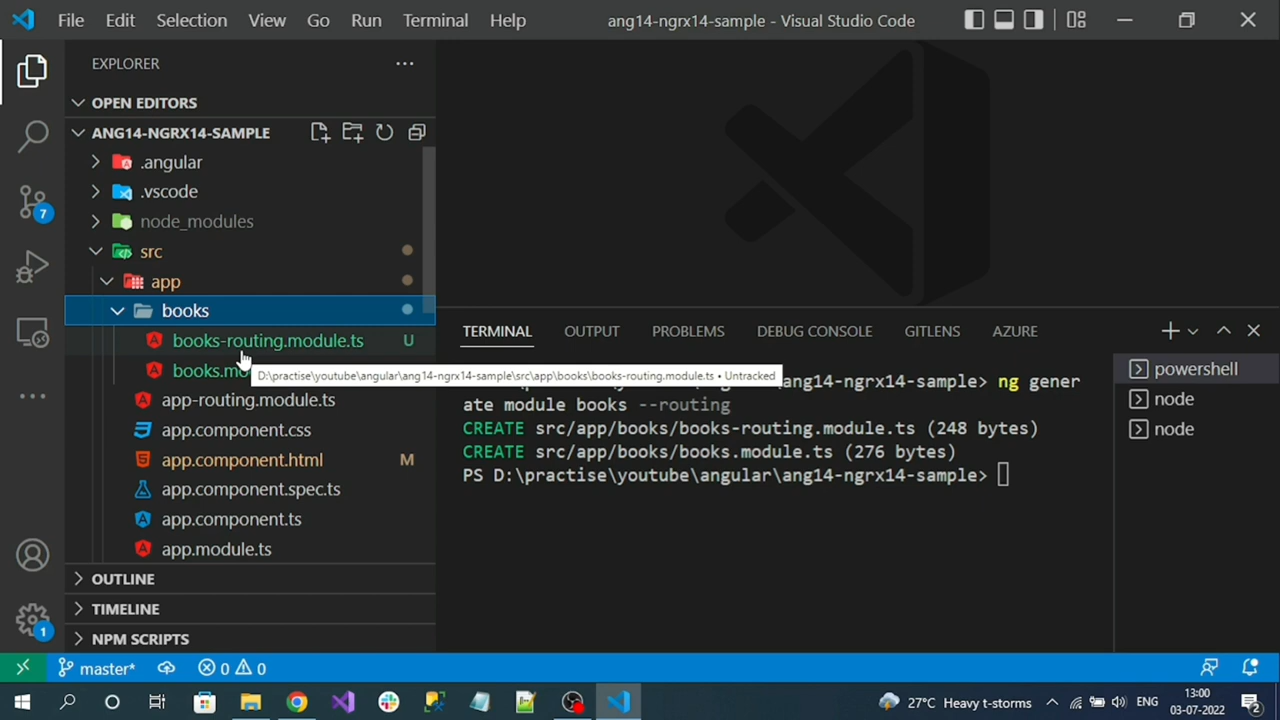 File Edit Selection View Go Run Terminal Help
ang14-ngrx14-sample - Visual Studio Code
EXPLORER
OPEN EDITORS
ANG14-NGRX14-SAMPLE
.angular
.vscode
node_modules
src
app
books
books-routing.module.ts U
books.mo
D:\practise\youtube\angular\ang14-ngrx14-sample\src\app\books\books-routing.module.ts • Untracked
app-routing.module.ts
app.component.css
app.component.html M
app.component.spec.ts
app.component.ts
app.module.ts
OUTLINE
TIMELINE
NPM SCRIPTS
7
1
TERMINAL OUTPUT PROBLEMS DEBUG CONSOLE GITLENS AZURE
\ang14-ngrx14-sample> ng gener
ate module books --routing
CREATE src/app/books/books-routing.module.ts (248 bytes)
CREATE src/app/books/books.module.ts (276 bytes)
PS D:\practise\youtube\angular\ang14-ngrx14-sample>
powershell
node
node
master* 0 0
27°C Heavy t-storms ENG 13:00
03-07-2022 2